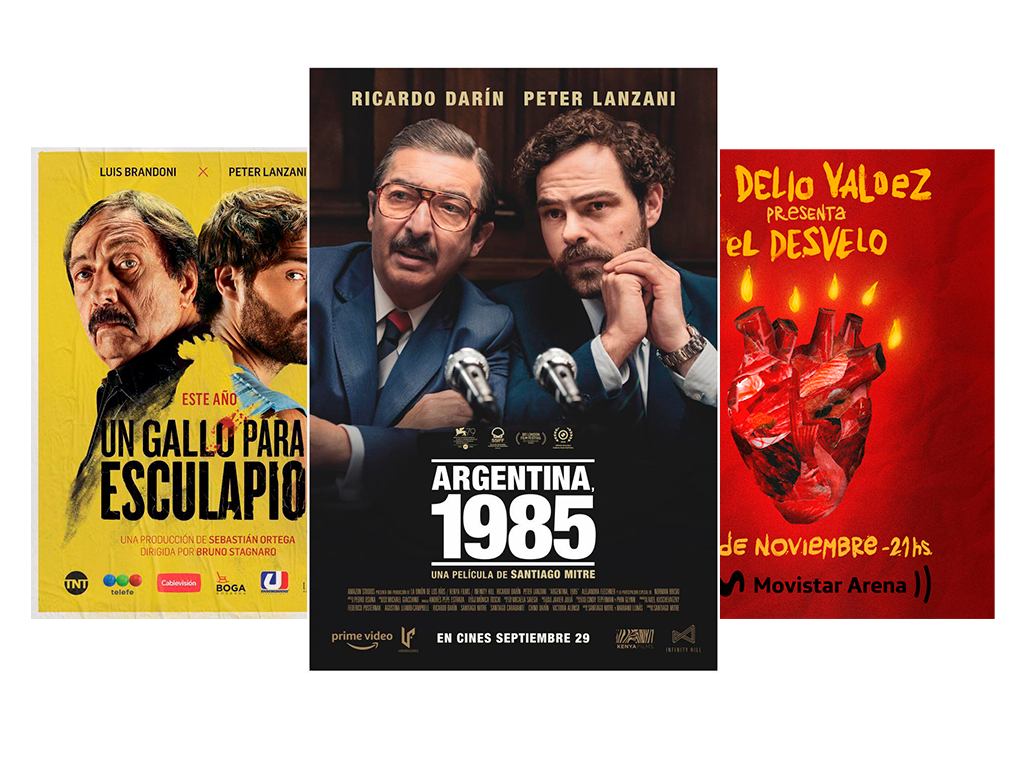 LUIS BRANDONI X PETER LANZANI
ESTE AÑO
UN GALLO PARA
ESCULAPIO
UNA PRODUCCIÓN DE SEBASTIÁN ORTEGA
DIRIGIDA POR BRUNO STAGNARO
TNT
telefe
Cablevisión
BOGA
RICARDO DARÍN PETER LANZANI
ARGENTINA,
1985
UNA PELÍCULA DE SANTIAGO MITRE
prime video
EN CINES SEPTIEMBRE 29
KENYA FILMS
INFINITY HILL
DELIO VALDEZ
PRESENTA
eL DESVELO
DE NOVIEMBRE - 21 hs.
Movistar Arena